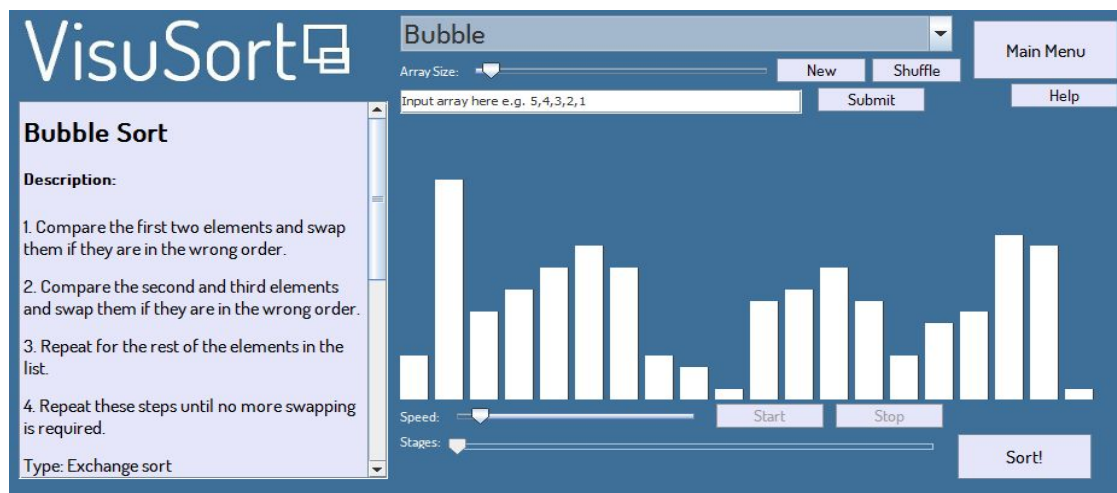 VisuSort
Bubble
Main Menu
Array Size:
New
Shuffle
Help
Input array here e.g. 5,4,3,2,1
Submit
Bubble Sort
Description:
1. Compare the first two elements and swap
them if they are in the wrong order.
2. Compare the second and third elements
and swap them if they are in the wrong order.
3. Repeat for the rest of the elements in the
list.
4. Repeat these steps until no more swapping
is required.
Type: Exchange sort
Speed:
Start
Stop
Stages:
Sort!